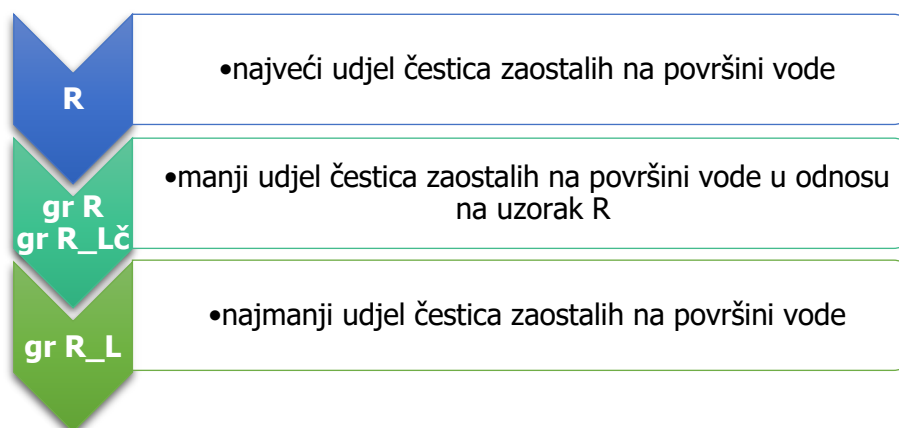 R
•najveći udjel čestica zaostalih na površini vode
gr R
gr R_Lč
•manji udjel čestica zaostalih na površini vode u odnosu
na uzorak R
gr R_L
•najmanji udjel čestica zaostalih na površini vode